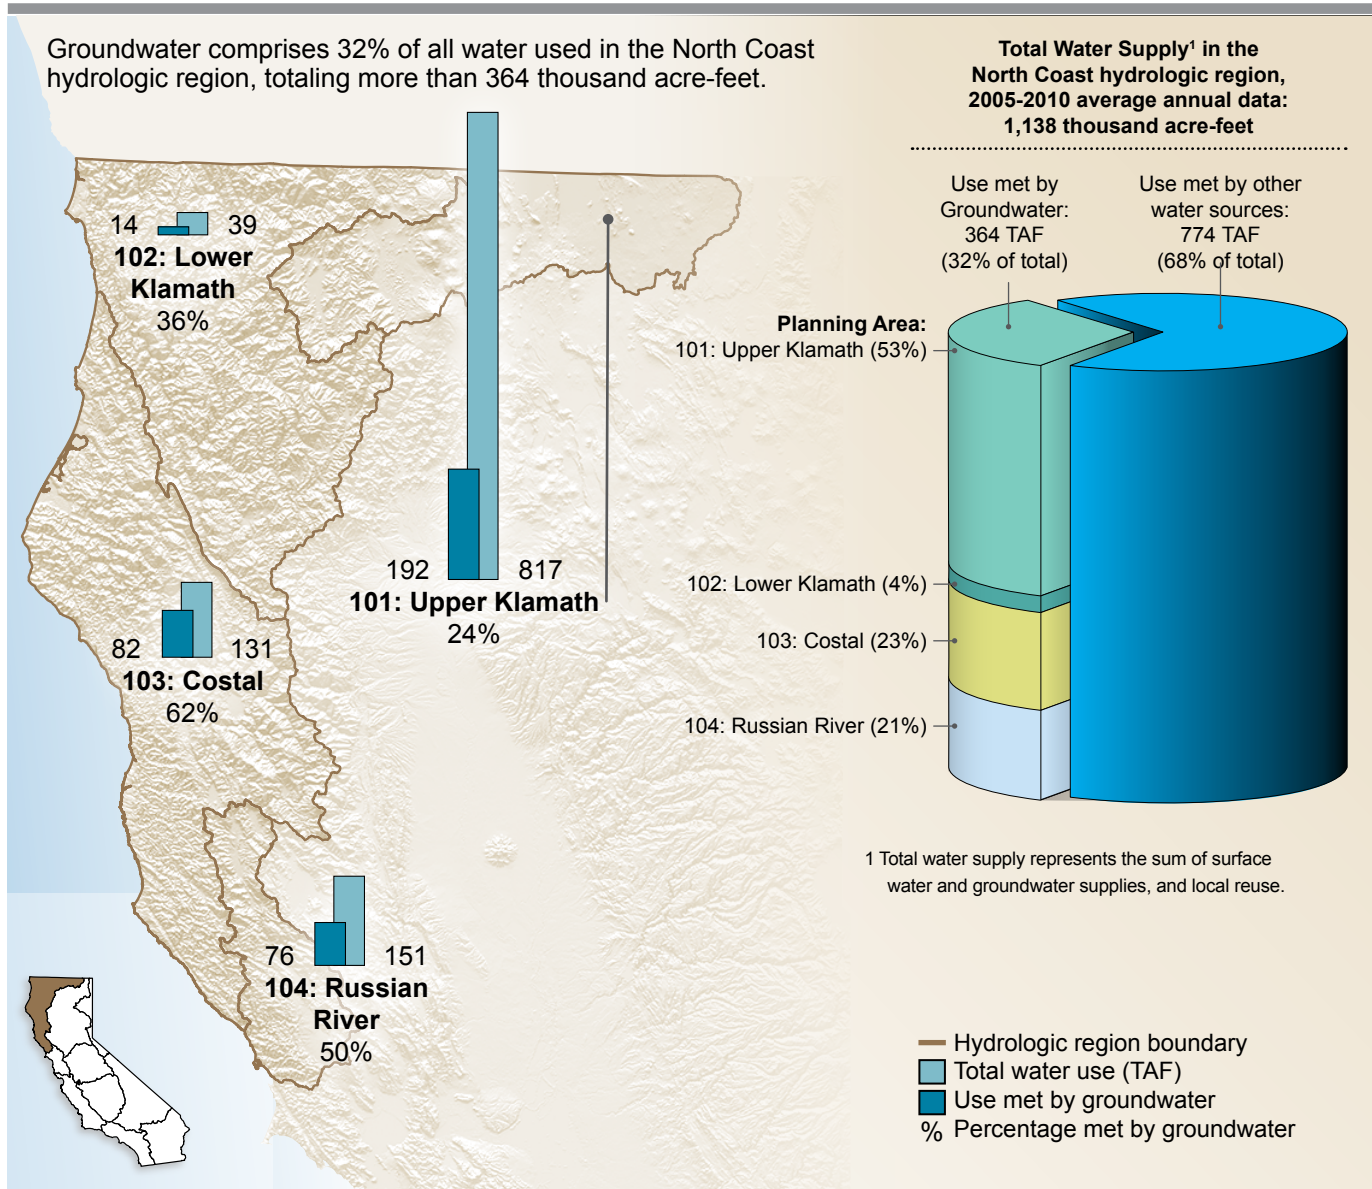 Groundwater comprises 32% of all water used in the North Coast
hydrologic region, totaling more than 364 thousand acre-feet.
14 39
102: Lower
Klamath
36%
192 817
101: Upper Klamath
24%
82 131
103: Costal
62%
76 151
104: Russian
River
50%
Total Water Supply¹ in the
North Coast hydrologic region,
2005-2010 average annual data:
1,138 thousand acre-feet
Use met by
Groundwater:
364 TAF
(32% of total)
Use met by other
water sources:
774 TAF
(68% of total)
Planning Area:
101: Upper Klamath (53%)
102: Lower Klamath (4%)
103: Costal (23%)
104: Russian River (21%)
1 Total water supply represents the sum of surface
water and groundwater supplies, and local reuse.
Hydrologic region boundary
Total water use (TAF)
Use met by groundwater
% Percentage met by groundwater